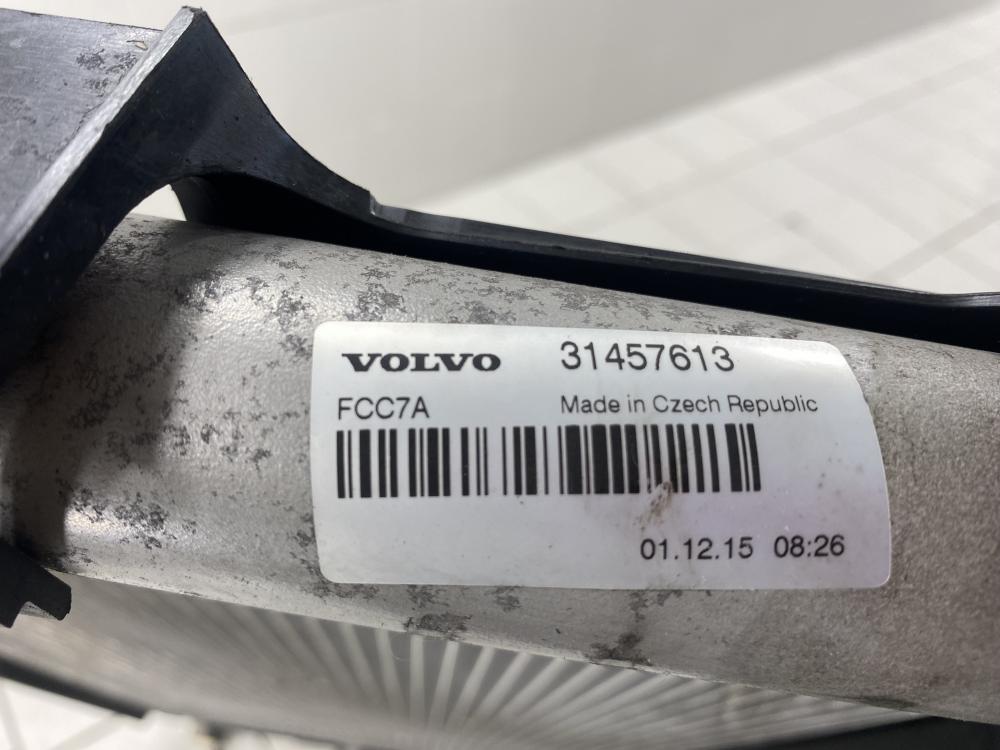 VOLVO 31457613
FCC7A Made in Czech Republic
01.12.15 08:26